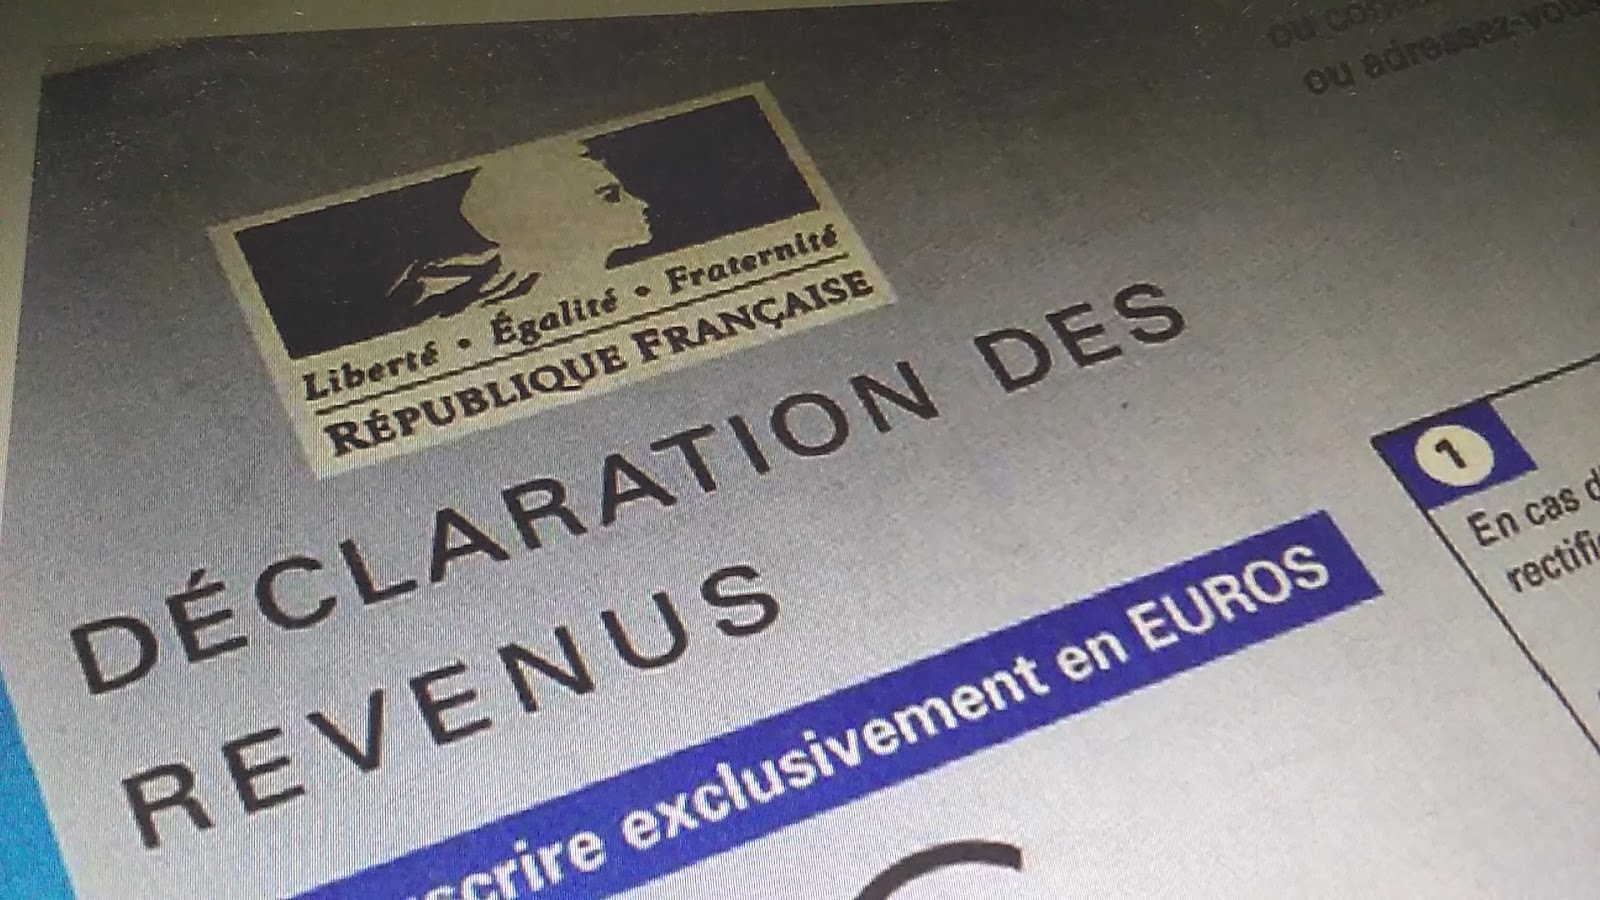 ou adressez-vous
Liberté • Égalité • Fraternité
RÉPUBLIQUE FRANÇAISE
DÉCLARATION DES
REVENUS
exclusivement en EUROS
1
En cas